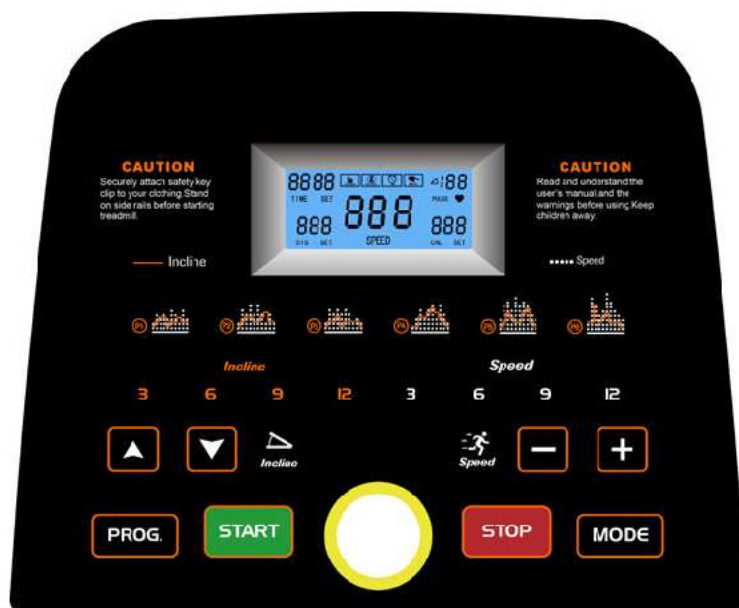 CAUTION
Securely attach safety key
clip to your clothing.Stand
on side rails before starting
treadmill.
88 88
188
TIME SET
888
888
888
DIS SET
SPEED
CAL SET
CAUTION
Read and understand the
user's manual and the
warnings before using.Keep
children away.
Incline
Speed
P1 P2 P3 P4 P5 P6
Incline
Speed
3 6 9 12 3 6 9 12
Incline
Speed
PROG.
START
STOP
MODE